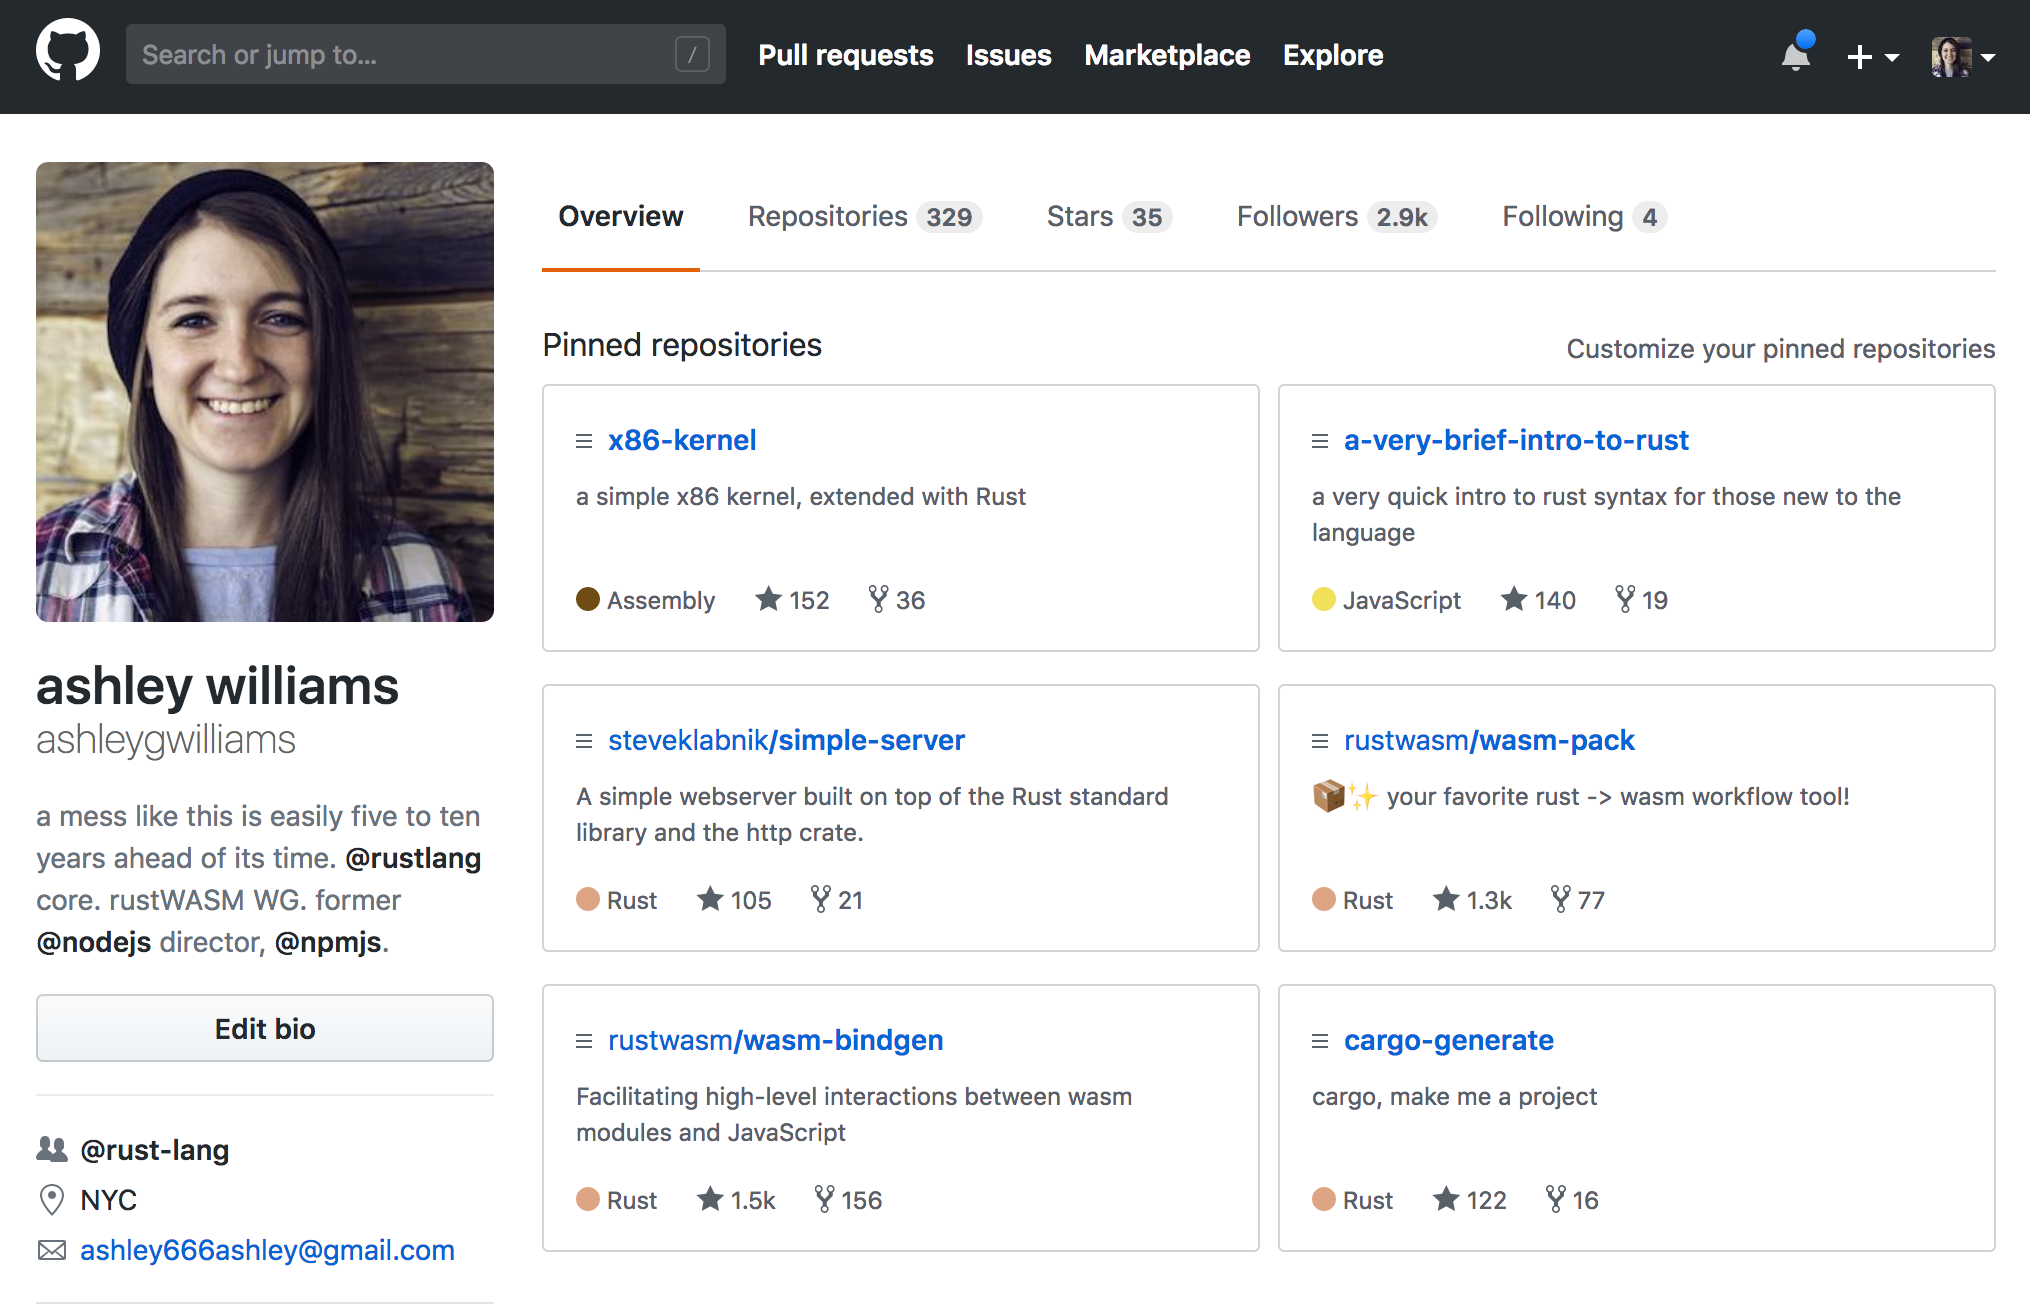 Search or jump to...
/
Pull requests
Issues
Marketplace
Explore
ashley williams
ashleygwilliams
a mess like this is easily five to ten
years ahead of its time. @rustlang
core. rustWASM WG. former
@nodejs director, @npmjs.
Edit bio
@rust-lang
NYC
ashley666ashley@gmail.com
Overview
Repositories 329
Stars 35
Followers 2.9k
Following 4
Pinned repositories
Customize your pinned repositories
x86-kernel
a simple x86 kernel, extended with Rust
Assembly 152 36
a-very-brief-intro-to-rust
a very quick intro to rust syntax for those new to the
language
JavaScript 140 19
steveklabnik/simple-server
A simple webserver built on top of the Rust standard
library and the http crate.
Rust 105 21
rustwasm/wasm-pack
📦✨ your favorite rust -> wasm workflow tool!
Rust 1.3k 77
rustwasm/wasm-bindgen
Facilitating high-level interactions between wasm
modules and JavaScript
Rust 1.5k 156
cargo-generate
cargo, make me a project
Rust 122 16